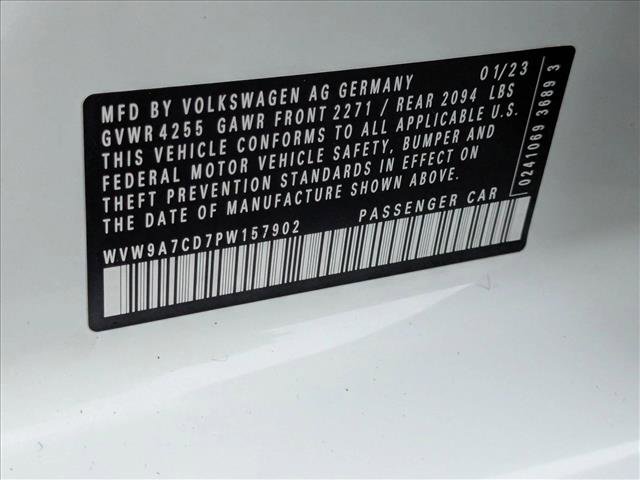 01/23
MFD BY VOLKSWAGEN AG GERMANY
GVWR 4255 GAWR FRONT 2271 / REAR 2094 LBS
THIS VEHICLE CONFORMS TO ALL APPLICABLE U.S.
FEDERAL MOTOR VEHICLE SAFETY, BUMPER AND
THEFT PREVENTION STANDARDS IN EFFECT ON
THE DATE OF MANUFACTURE SHOWN ABOVE.
WVW9A7CD7PW157902 PASSENGER CAR
0241069 3689 3